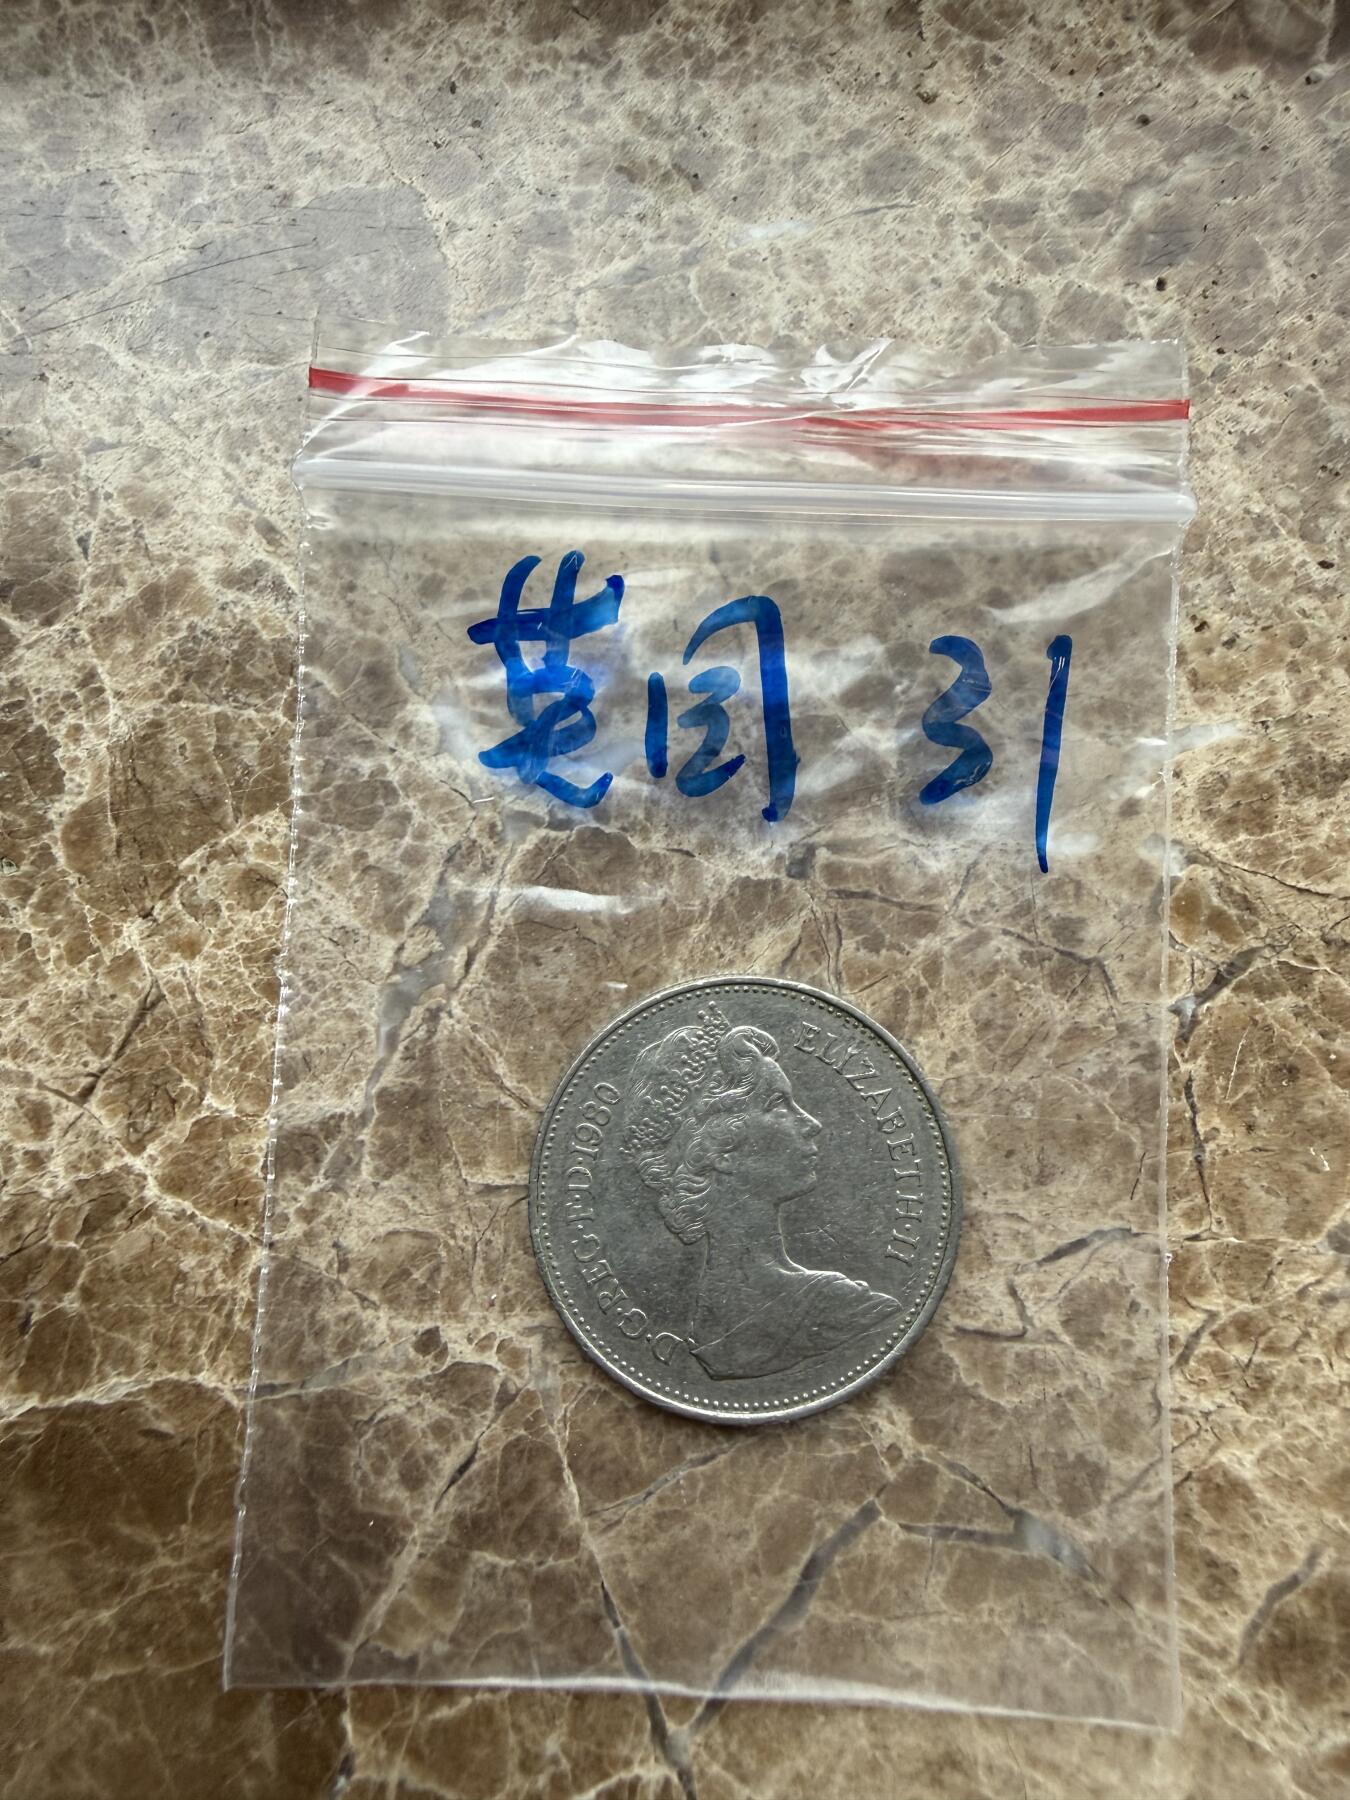 英国 31
D·G·REG·F·D·1980 ELIZABETH·II